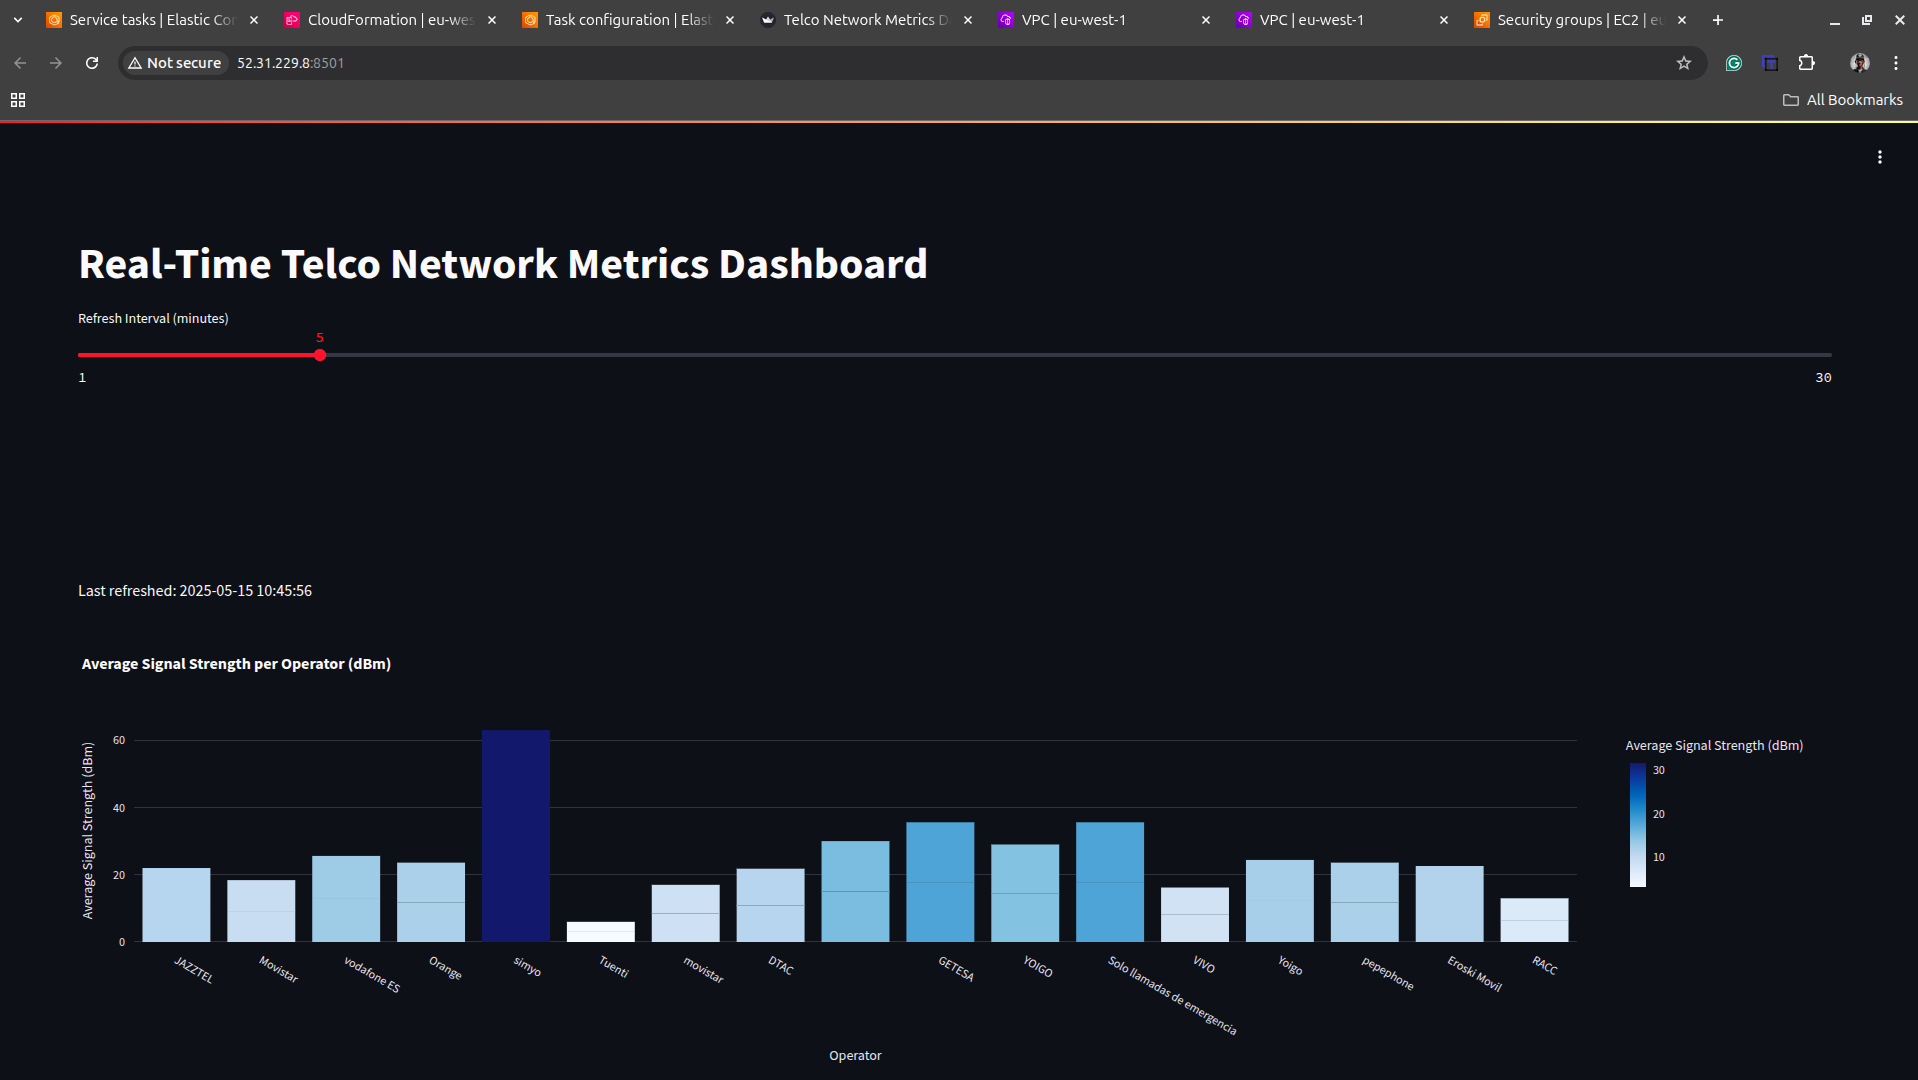 Service tasks | Elastic Co
CloudFormation | eu-wes
Task configuration | Elast
Telco Network Metrics D
VPC | eu-west-1
VPC | eu-west-1
Security groups | EC2 | eu
Not secure
52.31.229.8:8501
All Bookmarks
Real-Time Telco Network Metrics Dashboard
Refresh Interval (minutes)
5
1
30
Last refreshed: 2025-05-15 10:45:56
Average Signal Strength per Operator (dBm)
Average Signal Strength (dBm)
60
40
20
0
JAZZTEL
Movistar
vodafone ES
Orange
simyo
Tuenti
movistar
DTAC
GETESA
YOIGO
Solo llamadas de emergencia
VIVO
Yoigo
pepephone
Eroski Movil
RACC
Operator
Average Signal Strength (dBm)
30
20
10